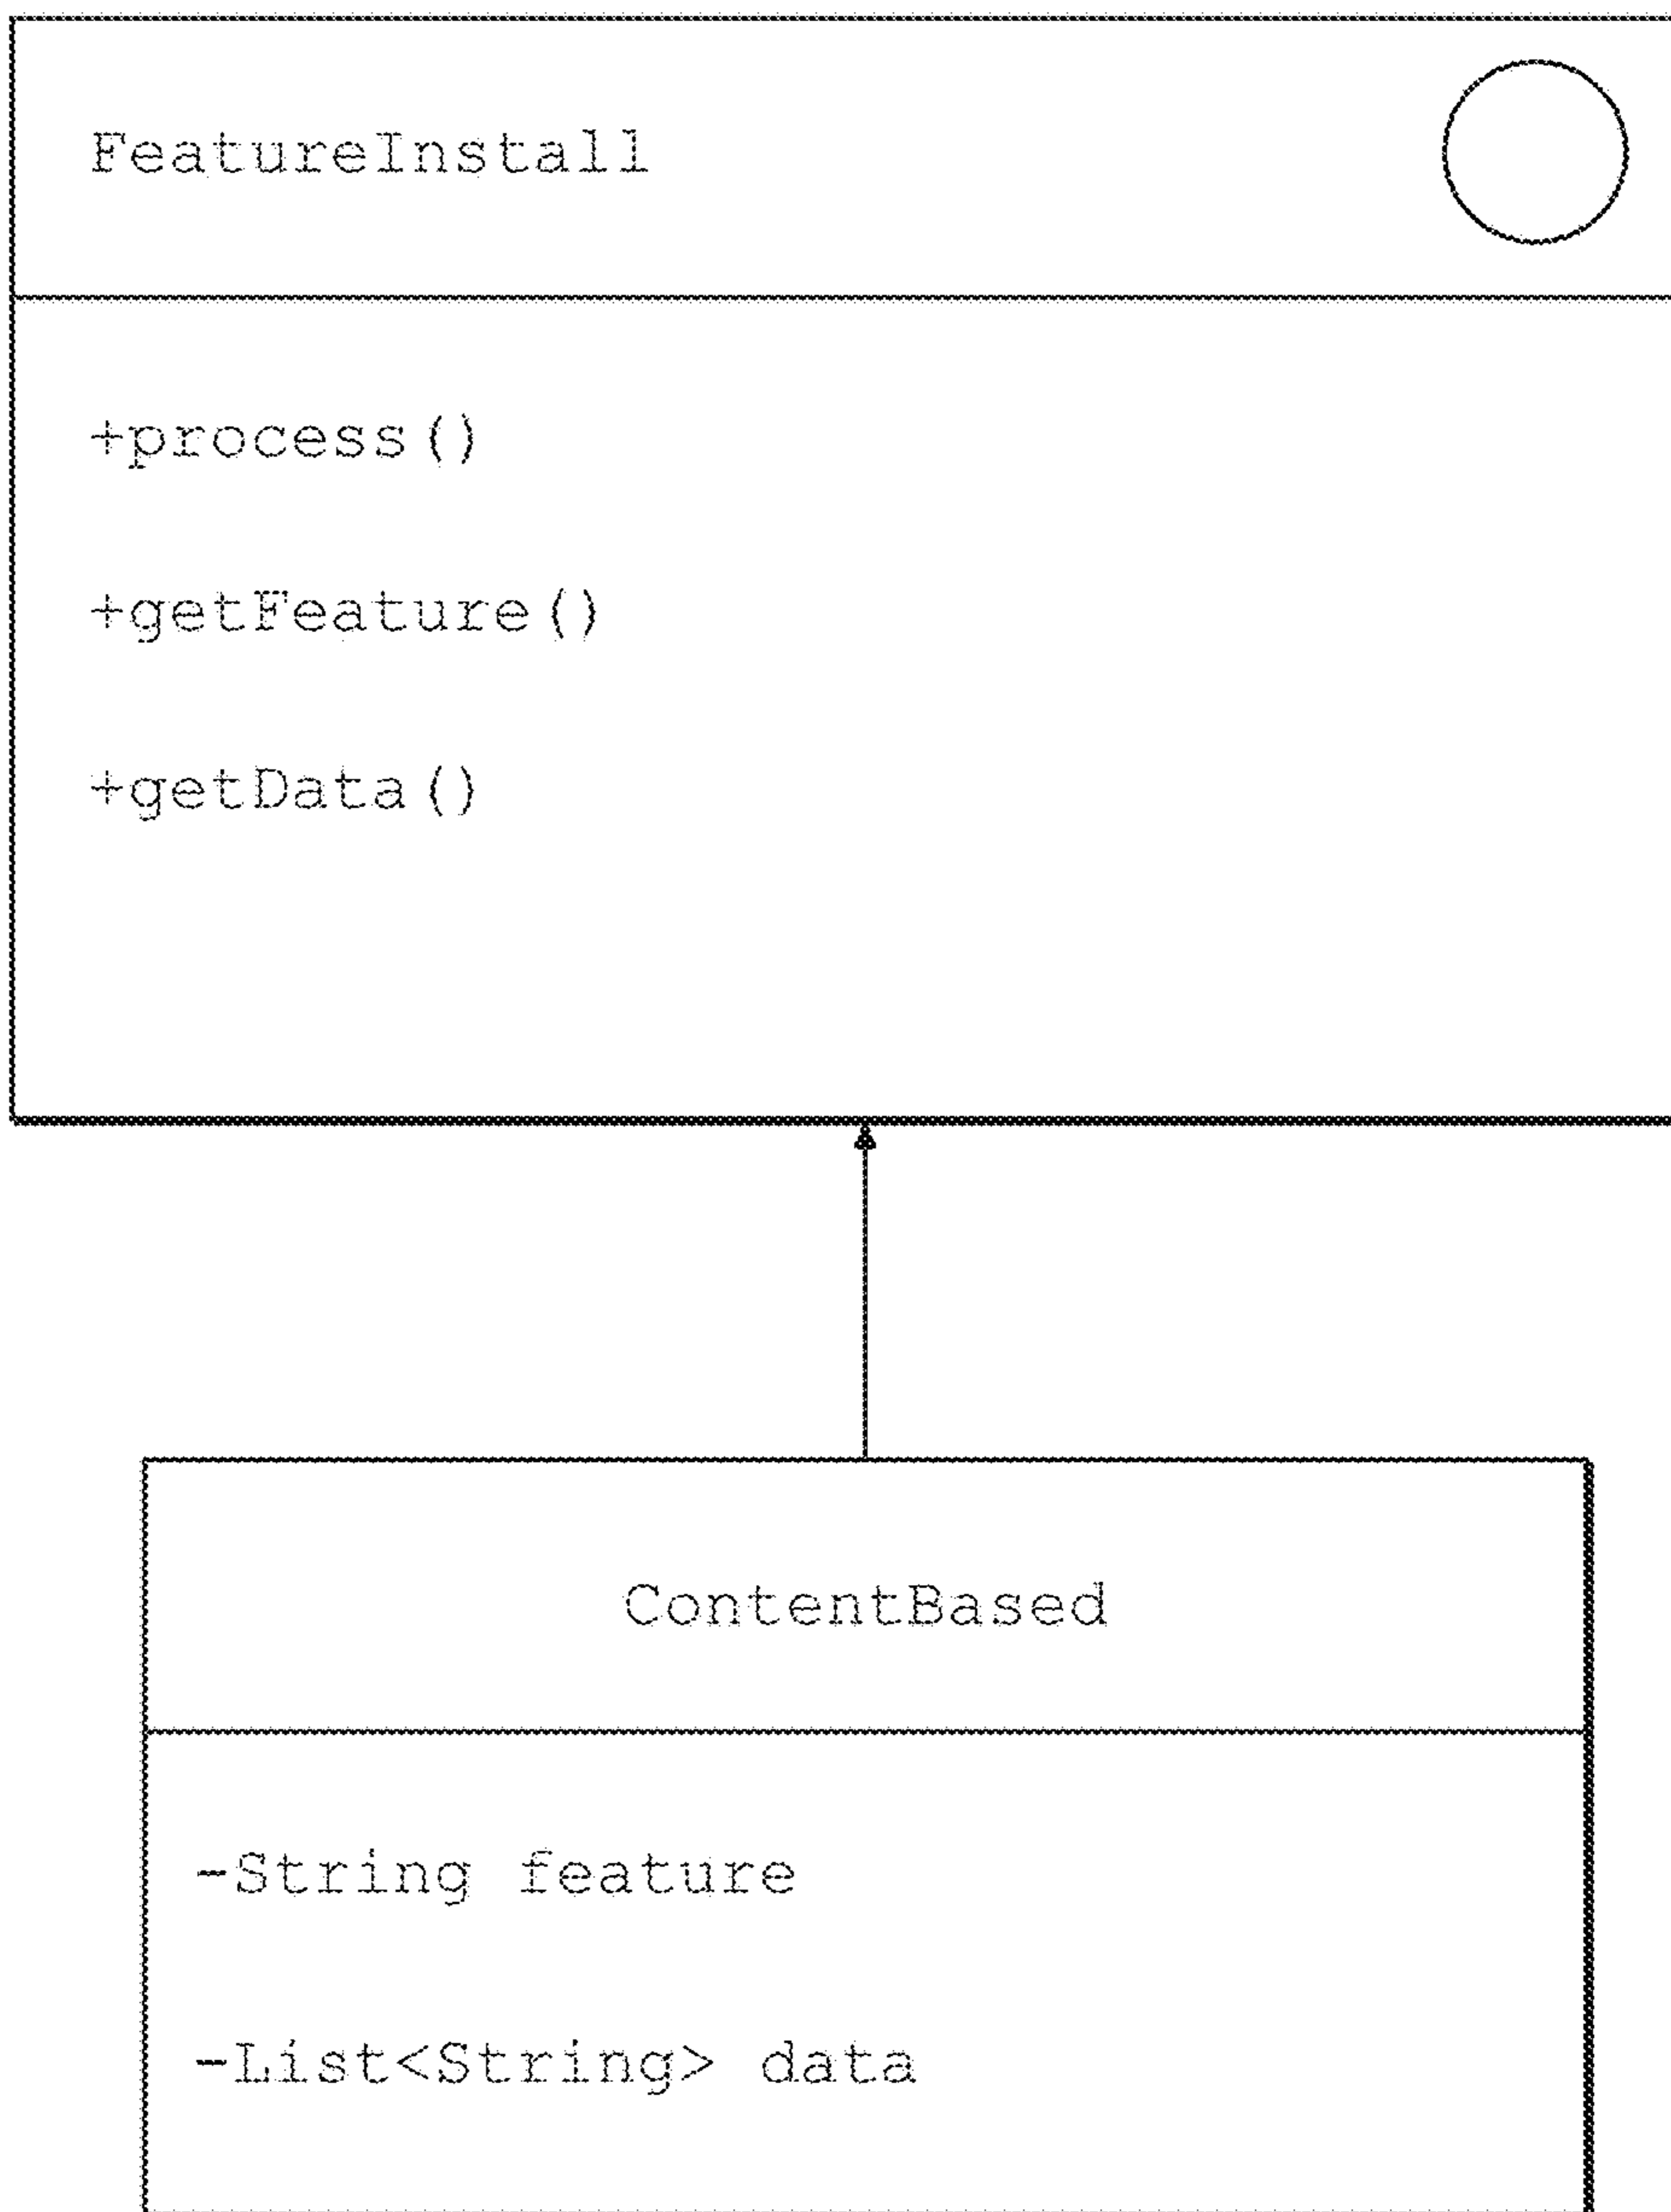 FeatureInstall
+process()
+getFeature()
+getData()
ContentBased
-String feature
-List<String> data